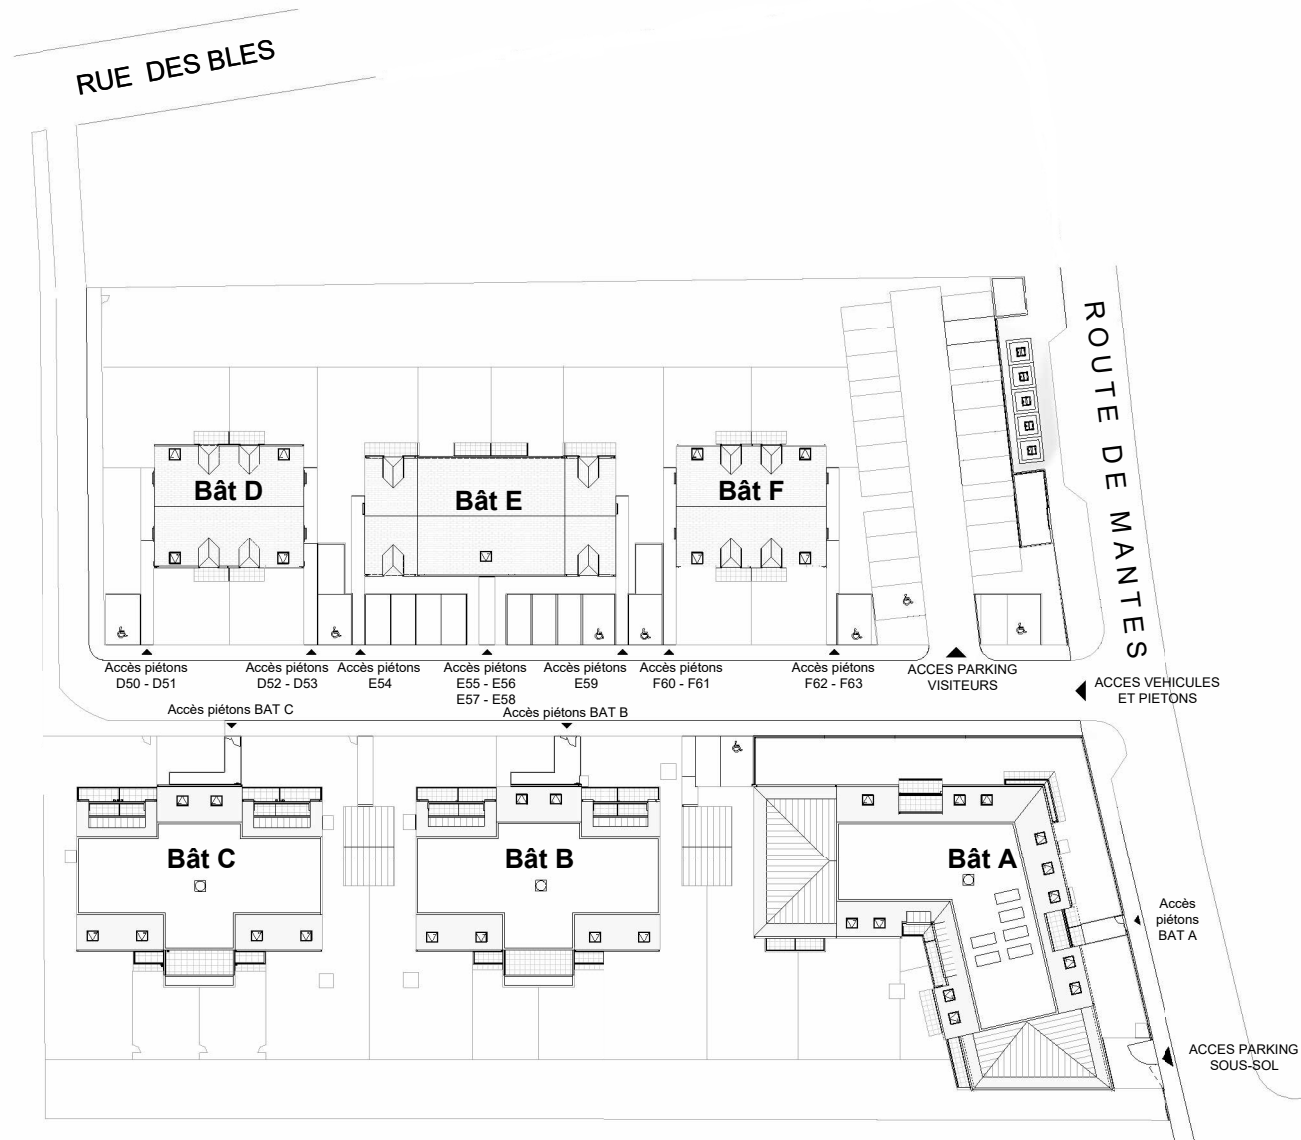 RUE DES BLES
ROUTE DE MANTES
Bât D
Bât E
Bât F
Accès piétons
D50 - D51
Accès piétons
D52 - D53
Accès piétons
E54
Accès piétons
E55 - E56
E57 - E58
Accès piétons
E59
Accès piétons
F60 - F61
Accès piétons
F62 - F63
ACCES PARKING
VISITEURS
ACCES VEHICULES
ET PIETONS
Accès piétons BAT C
Accès piétons BAT B
Bât C
Bât B
Bât A
Accès
piétons
BAT A
ACCES PARKING
SOUS-SOL